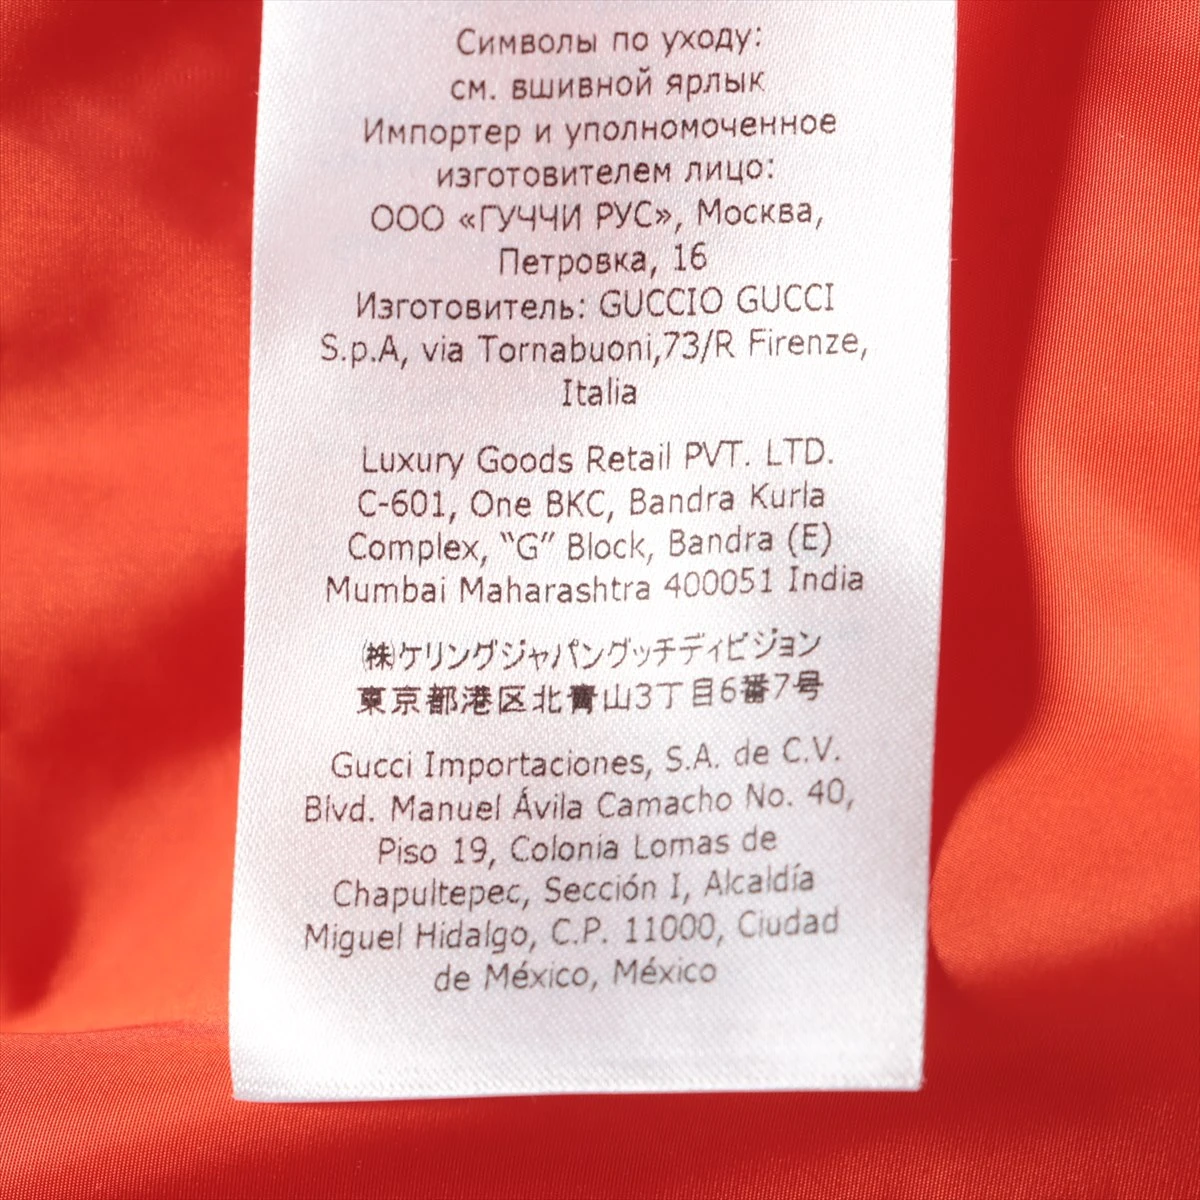 Символы по уходу:
см. вшивной ярлык
Импортер и уполномоченное
изготовителем лицо:
ООО «ГУЧЧИ РУС», Москва,
Петровка, 16
Изготовитель: GUCCIO GUCCI
S.p.A, via Tornabuoni,73/R Firenze,
Italia
Luxury Goods Retail PVT. LTD.
C-601, One BKC, Bandra Kurla
Complex, “G” Block, Bandra (E)
Mumbai Maharashtra 400051 India
㈱ケリングジャパングッチディビジョン
東京都港区北青山3丁目6番7号
Gucci Importaciones, S.A. de C.V.
Blvd. Manuel Ávila Camacho No. 40,
Piso 19, Colonia Lomas de
Chapultepec, Sección I, Alcaldía
Miguel Hidalgo, C.P. 11000, Ciudad
de México, México